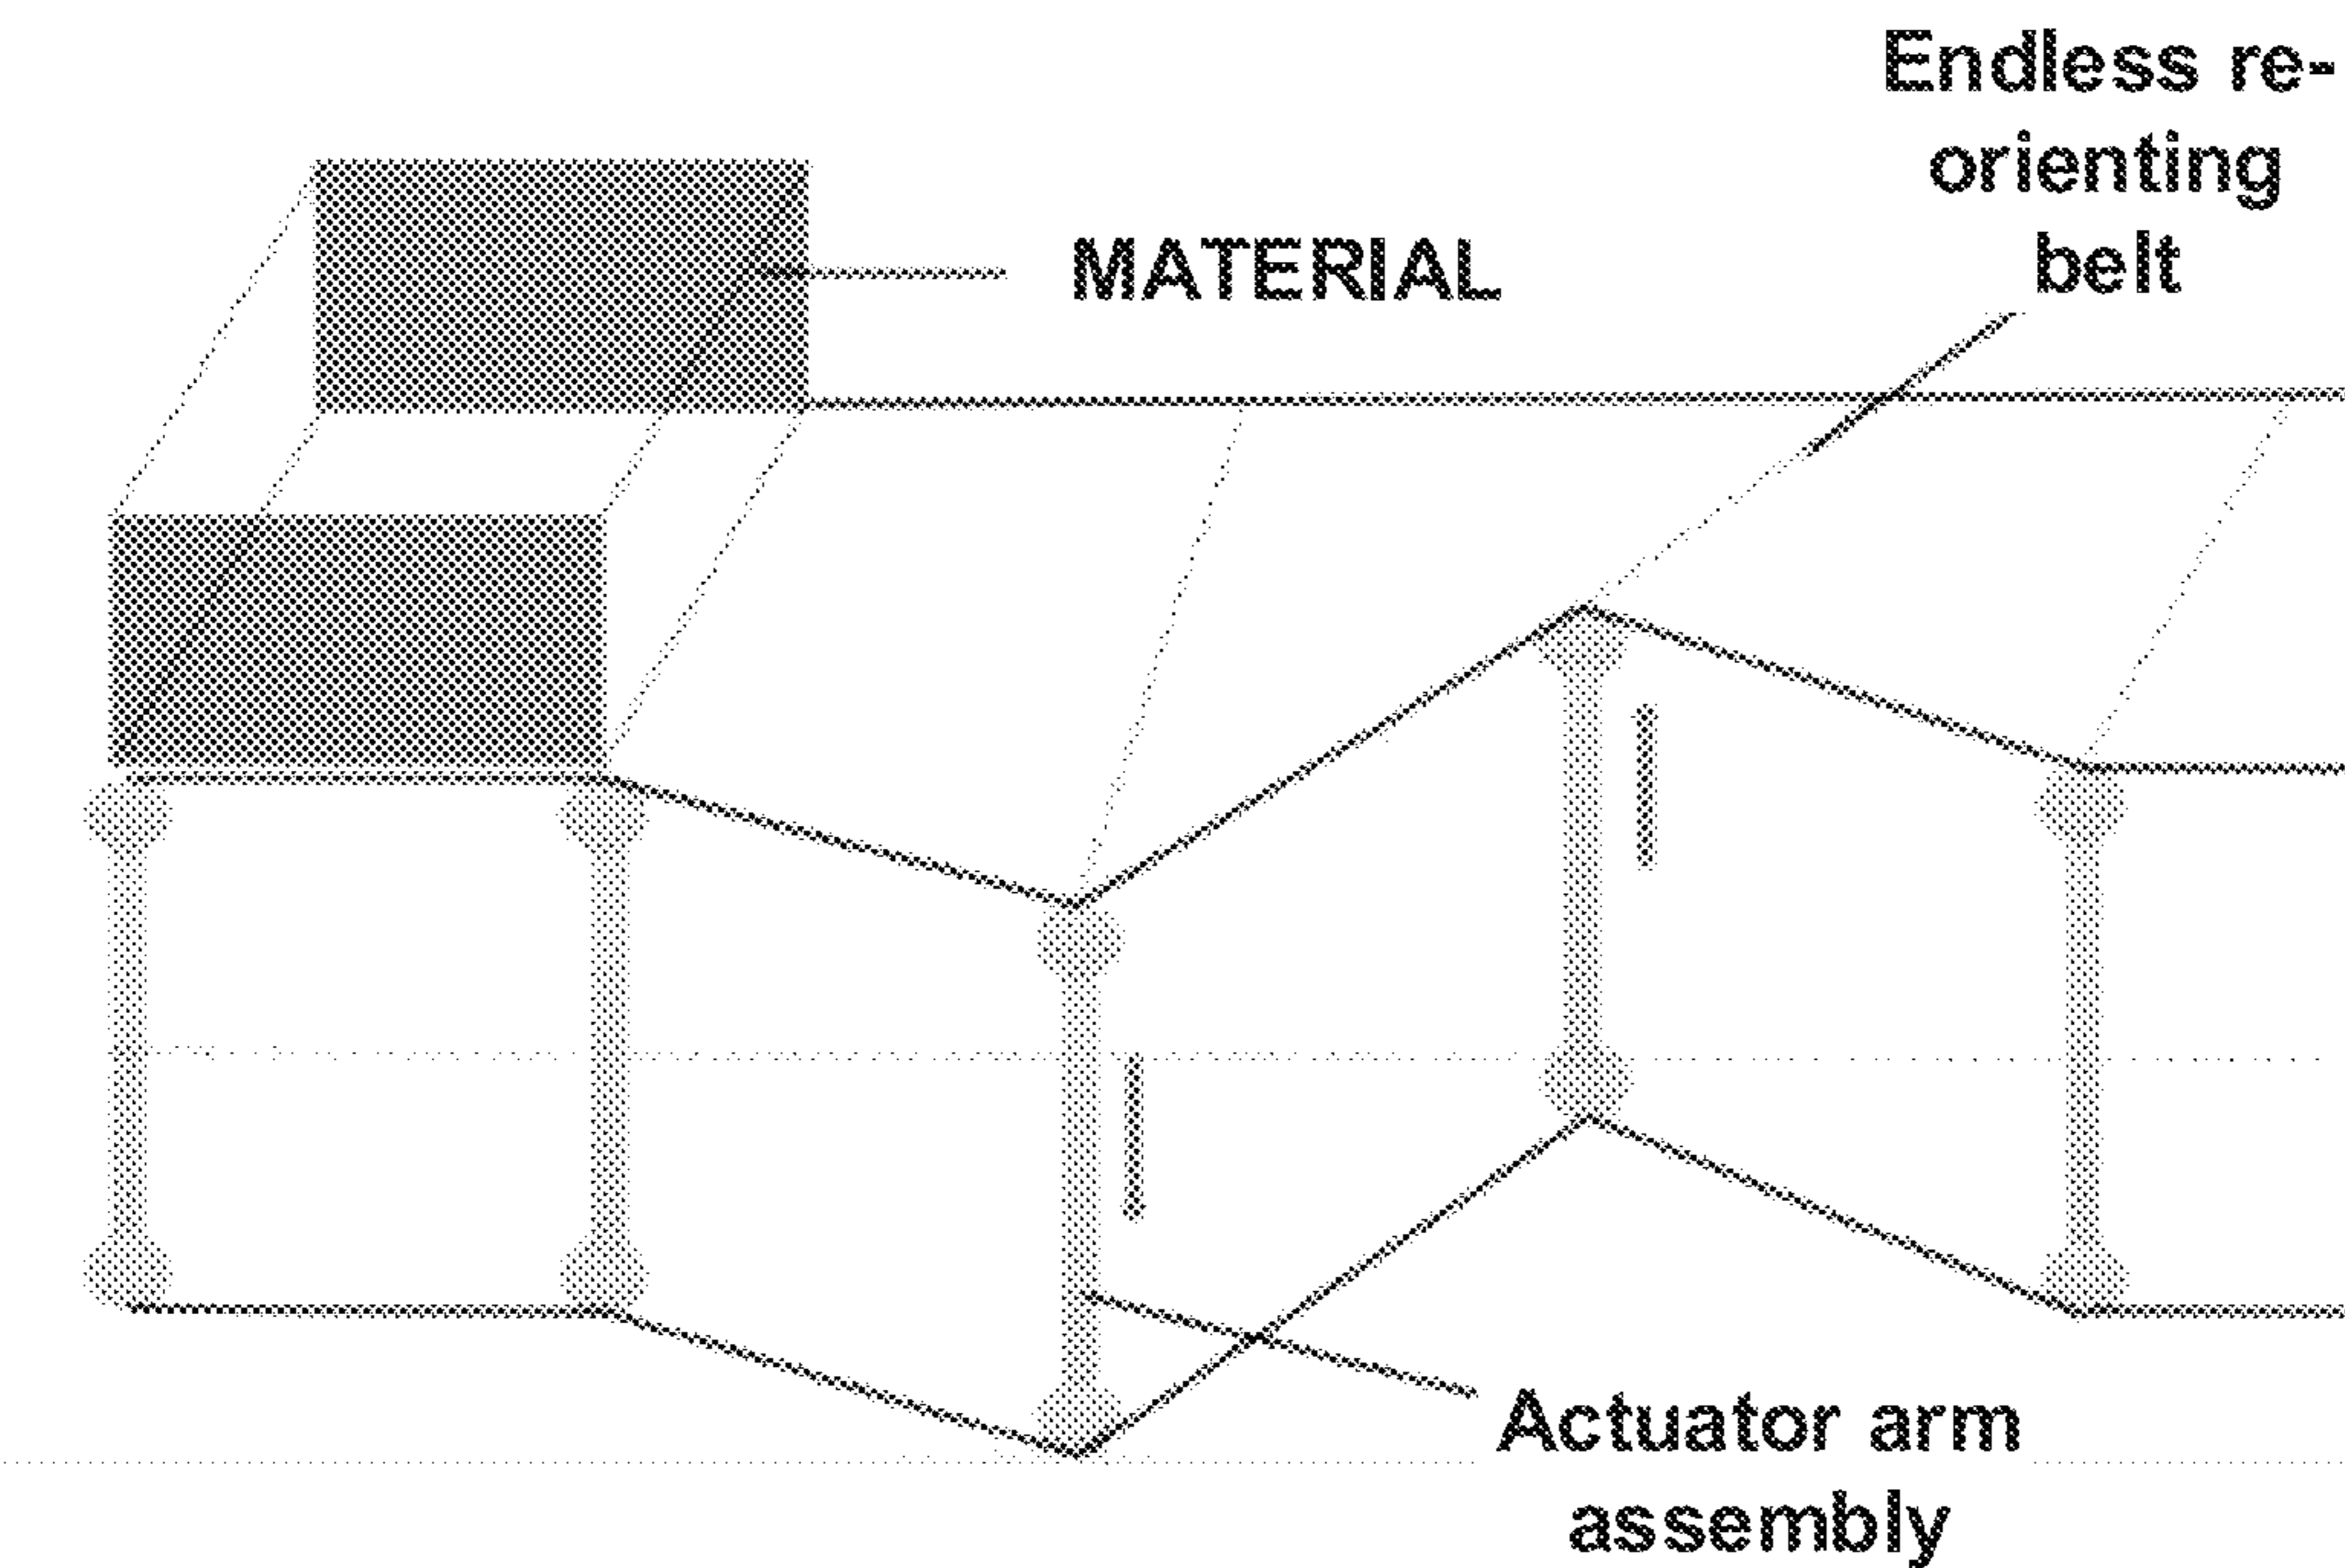 Endless re-
orienting
belt
MATERIAL
Actuator arm
assembly